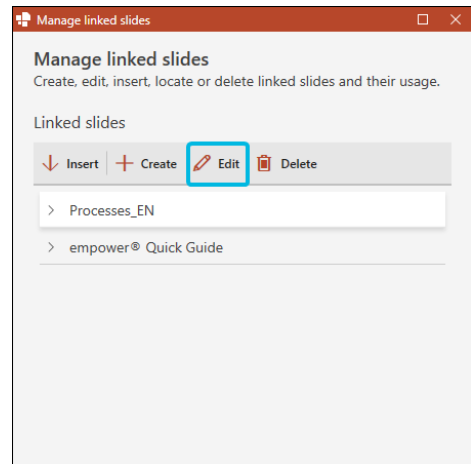 Manage linked slides
Manage linked slides
Create, edit, insert, locate or delete linked slides and their usage.
Linked slides
Insert Create Edit Delete
Processes_EN
empower® Quick Guide